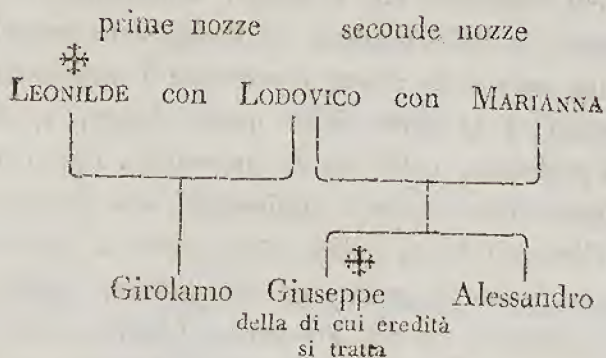 prime nozze seconde nozze
LEONILDE con LODOVICO con MARIANNA
Girolamo Giuseppe Alessandro
della di cui eredità
si tratta